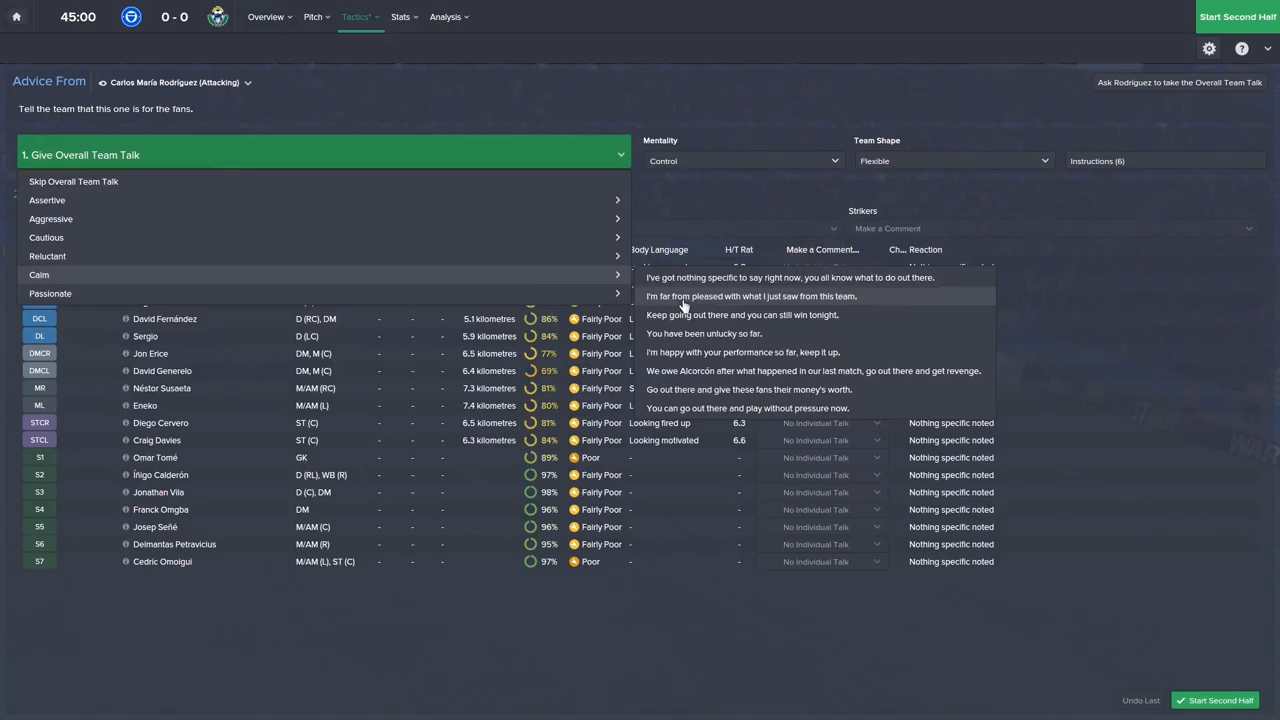 45:00 0 - 0 Overview Pitch Tactics* Stats Analysis Start Second Half
Advice From Carlos María Rodríguez (Attacking) Ask Rodríguez to take the Overall Team Talk
Tell the team that this one is for the fans.
1. Give Overall Team Talk
Mentality Team Shape
Control Flexible Instructions (6)
Skip Overall Team Talk
Assertive
Aggressive
Cautious
Reluctant
Calm
Passionate
Strikers
Make a Comment
Body Language H/T Rat Make a Comment... Ch... Reaction
I've got nothing specific to say right now, you all know what to do out there.
I'm far from pleased with what I just saw from this team.
Keep going out there and you can still win tonight.
You have been unlucky so far.
I'm happy with your performance so far, keep it up.
We owe Alcorcón after what happened in our last match, go out there and get revenge.
Go out there and give these fans their money's worth.
You can go out there and play without pressure now.
DCL David Fernández D (RC), DM 5.1 kilometres 86% Fairly Poor
DL Sergio D (LC) 5.9 kilometres 84% Fairly Poor
DMCR Jon Erice DM, M (C) 6.5 kilometres 77% Fairly Poor
DMCL David Generelo DM, M (C) 6.4 kilometres 69% Fairly Poor
MR Néstor Susaeta M/AM (RC) 7.3 kilometres 81% Fairly Poor
ML Eneko M/AM (L) 7.4 kilometres 80% Fairly Poor
STCR Diego Cervero ST (C) 6.5 kilometres 81% Fairly Poor Looking fired up 6.3 No Individual Talk Nothing specific noted
STCL Craig Davies ST (C) 6.3 kilometres 84% Fairly Poor Looking motivated 6.6 No Individual Talk Nothing specific noted
S1 Omar Tomé GK - - - 89% Poor - - No Individual Talk Nothing specific noted
S2 Íñigo Calderón D (RL), WB (R) - - - 97% Fairly Poor - - No Individual Talk Nothing specific noted
S3 Jonathan Vila D (C), DM - - - 98% Fairly Poor - - No Individual Talk Nothing specific noted
S4 Franck Omgba DM - - - 96% Fairly Poor - - No Individual Talk Nothing specific noted
S5 Josep Señé M/AM (C) - - - 96% Fairly Poor - - No Individual Talk Nothing specific noted
S6 Deimantas Petravicius M/AM (R) - - - 95% Fairly Poor - - No Individual Talk Nothing specific noted
S7 Cedric Omoigui M/AM (L), ST (C) - - - 97% Poor - - No Individual Talk Nothing specific noted
Undo Last Start Second Half